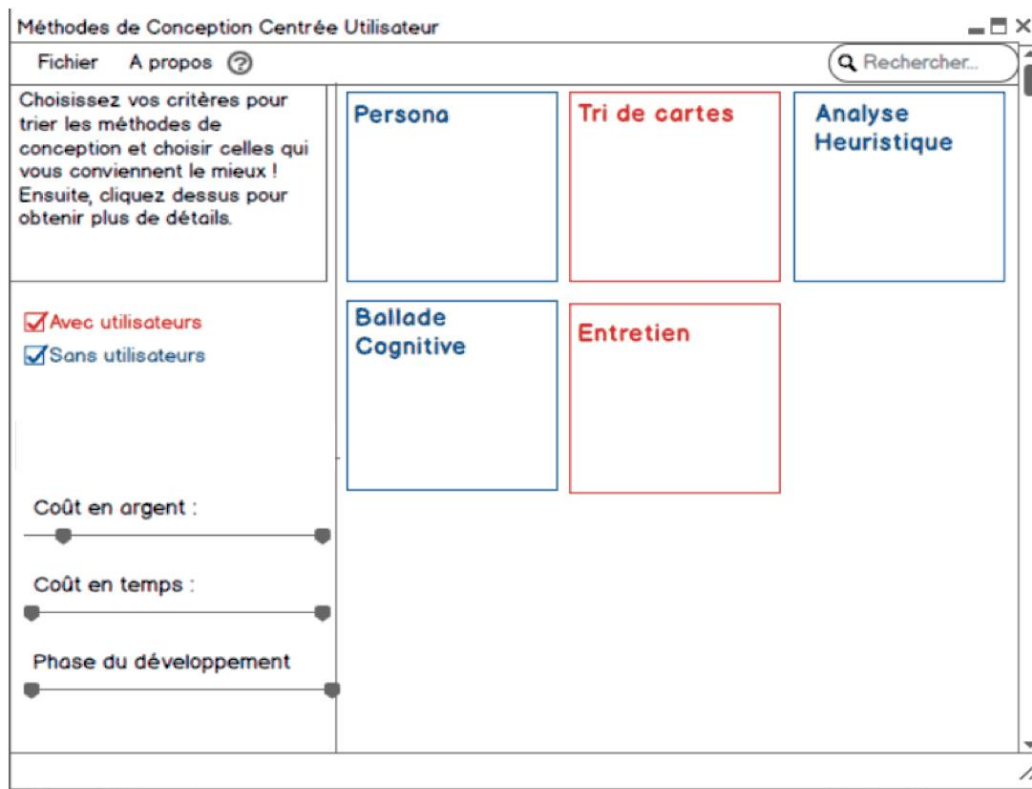 Méthodes de Conception Centrée Utilisateur
Fichier A propos ? Rechercher...
Choisissez vos critères pour
trier les méthodes de
conception et choisir celles qui
vous conviennent le mieux !
Ensuite, cliquez dessus pour
obtenir plus de détails.
Avec utilisateurs
Sans utilisateurs
Coût en argent :
Coût en temps :
Phase du développement
Persona
Tri de cartes
Analyse
Heuristique
Ballade
Cognitive
Entretien